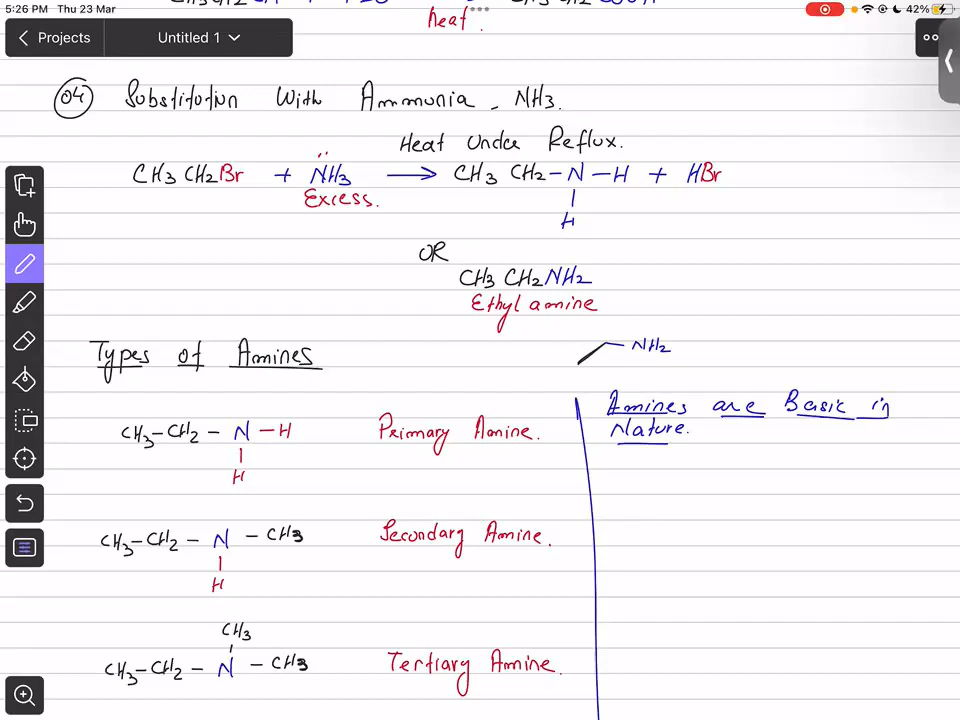 5:26 PM Thu 23 Mar
42%
Projects
Untitled 1
heat.
04 Substitution With Ammonia - NH3.
Heat Under Reflux.
CH3 CH2Br + NH3 → CH3 CH2-N-H + HBr
Excess.
H
OR
CH3 CH2NH2
Ethyl amine
Types of Amines
NH2
Amines are Basic in
Nature.
CH3-CH2-N-H Primary Amine.
H
CH3-CH2-N-CH3 Secondary Amine.
H
CH3
CH3-CH2-N-CH3 Tertiary Amine.